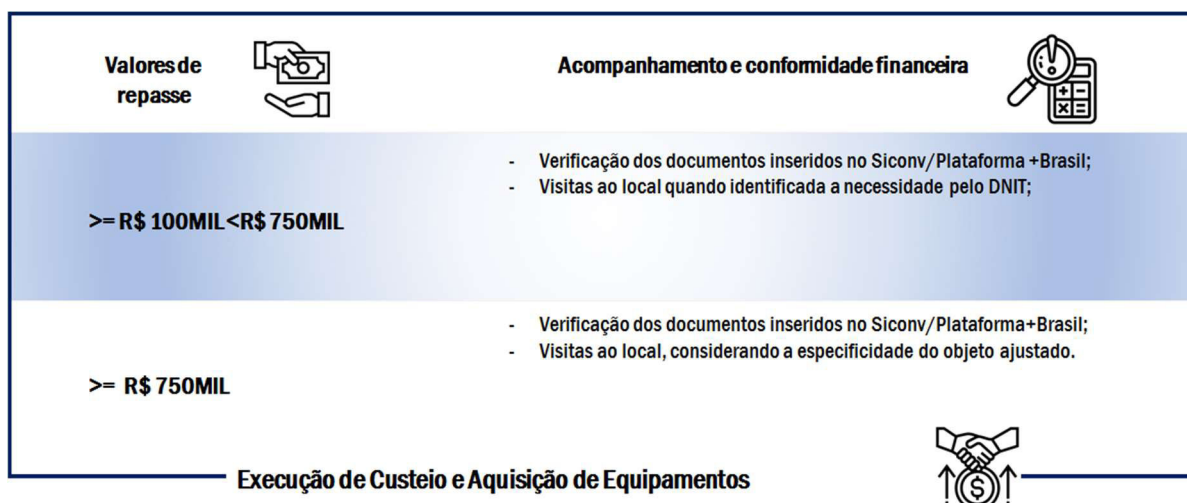 Valores de
repasse
Acompanhamento e conformidade financeira
- Verificação dos documentos inseridos no Siconv/Plataforma +Brasil;
- Visitas ao local quando identificada a necessidade pelo DNIT;
>= R$ 100MIL<R$ 750MIL
- Verificação dos documentos inseridos no Siconv/Plataforma+Brasil;
- Visitas ao local, considerando a especificidade do objeto ajustado.
>= R$ 750MIL
Execução de Custeio e Aquisição de Equipamentos